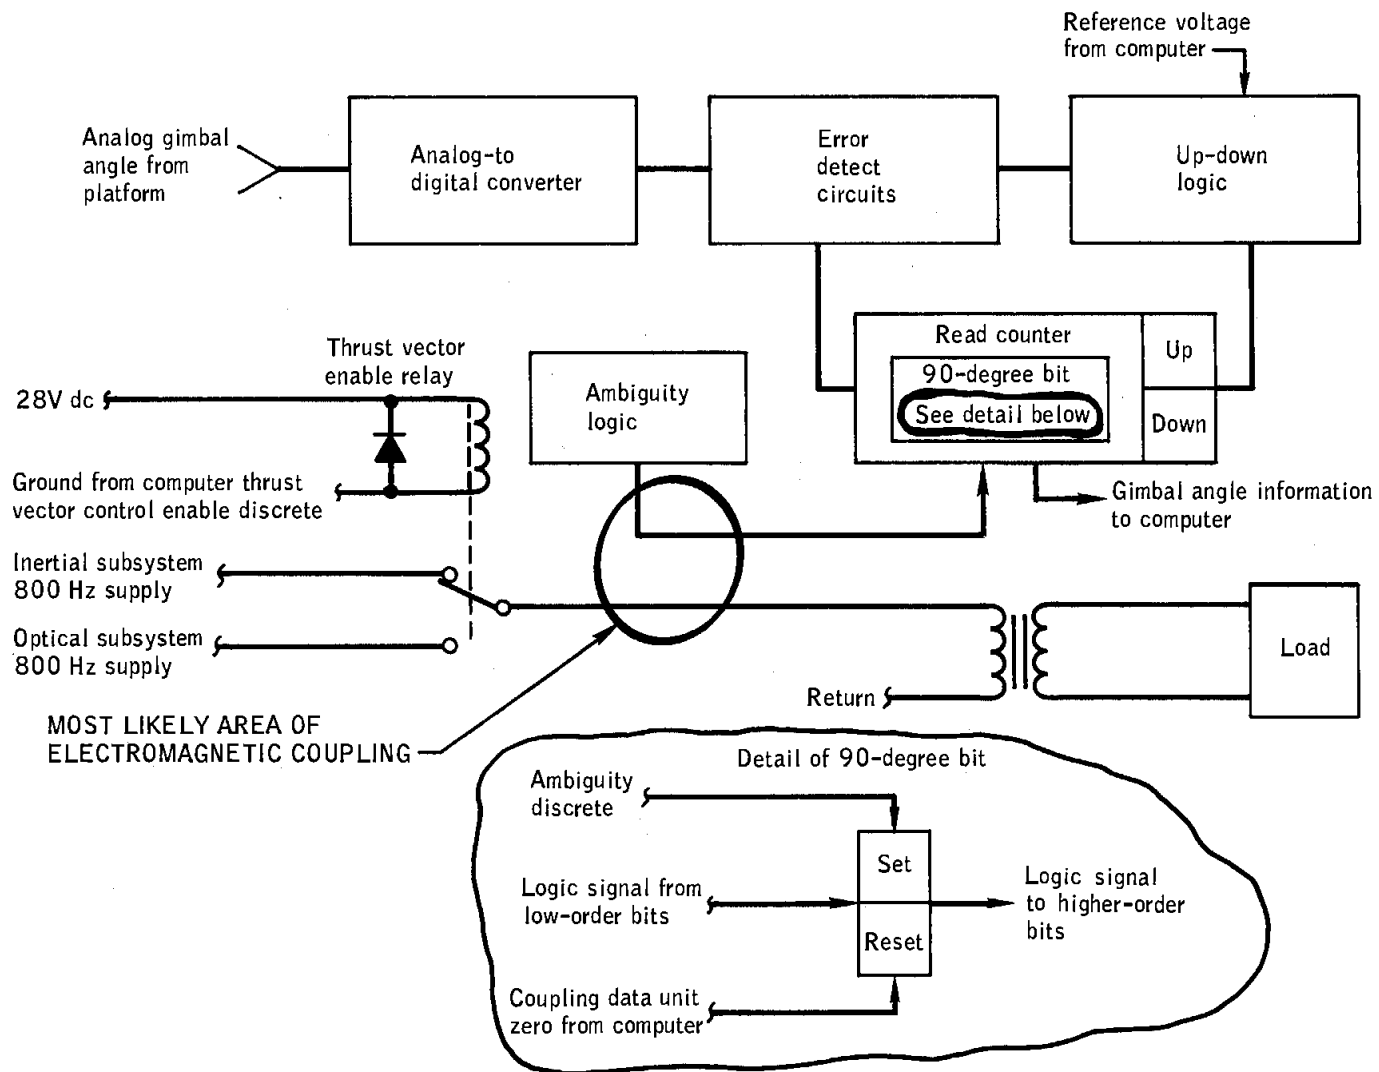 Reference voltage
from computer
Analog gimbal
angle from
platform
Analog-to
digital converter
Error
detect
circuits
Up-down
logic
Read counter
90-degree bit
See detail below
Up
Down
Thrust vector
enable relay
28V dc
Ambiguity
logic
Ground from computer thrust
vector control enable discrete
Gimbal angle information
to computer
Inertial subsystem
800 Hz supply
Optical subsystem
800 Hz supply
Load
Return
MOST LIKELY AREA OF
ELECTROMAGNETIC COUPLING
Detail of 90-degree bit
Ambiguity
discrete
Set
Logic signal from
low-order bits
Logic signal
to higher-order
bits
Reset
Coupling data unit
zero from computer